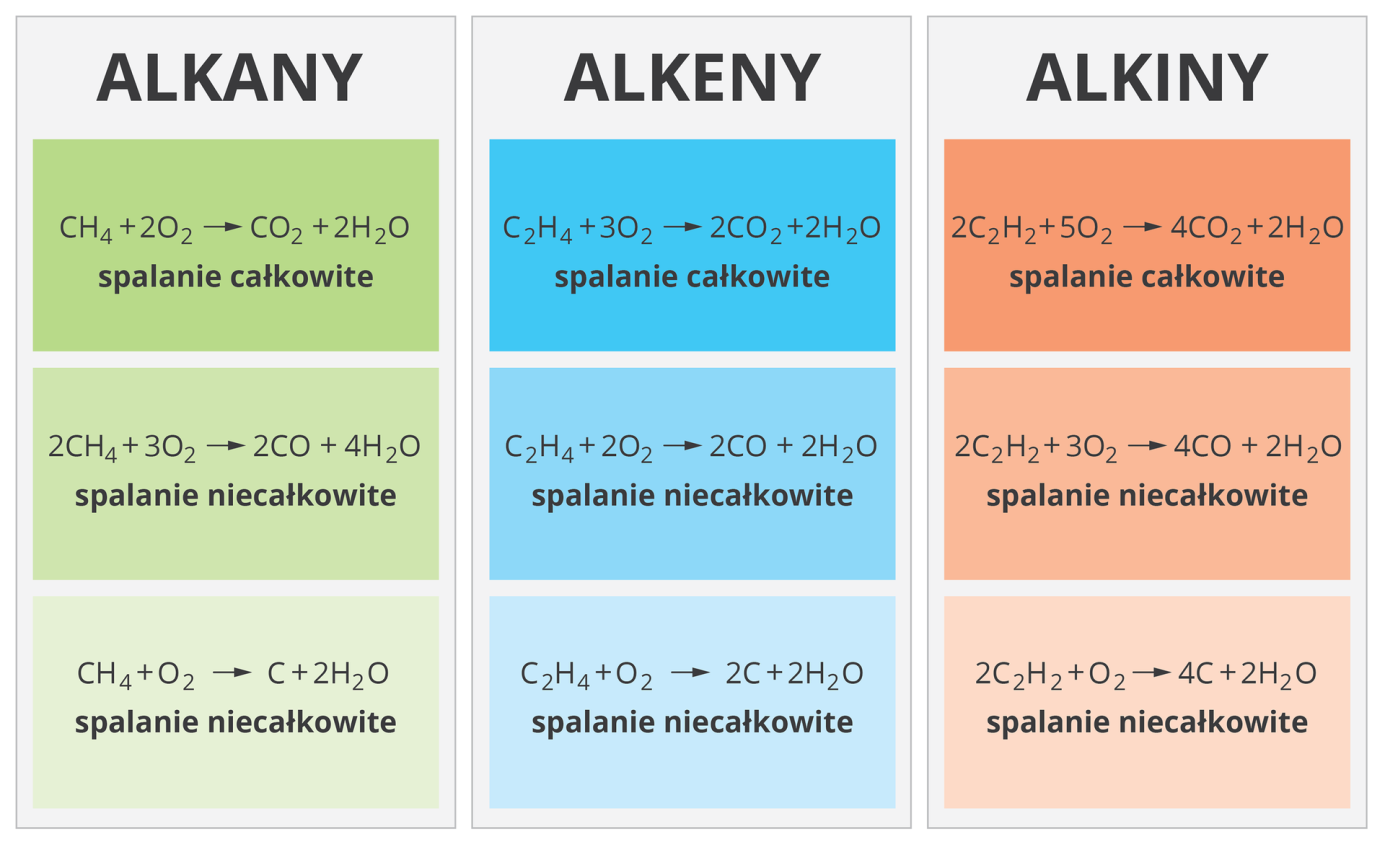 ALKANY
CH₄ + 2O₂ → CO₂ + 2H₂O
spalanie całkowite
2CH₄ + 3O₂ → 2CO + 4H₂O
spalanie niecałkowite
CH₄ + O₂ → C + 2H₂O
spalanie niecałkowite
ALKENY
C₂H₄ + 3O₂ → 2CO₂ + 2H₂O
spalanie całkowite
C₂H₄ + 2O₂ → 2CO + 2H₂O
spalanie niecałkowite
C₂H₄ + O₂ → 2C + 2H₂O
spalanie niecałkowite
ALKINY
2C₂H₂ + 5O₂ → 4CO₂ + 2H₂O
spalanie całkowite
2C₂H₂ + 3O₂ → 4CO + 2H₂O
spalanie niecałkowite
2C₂H₂ + O₂ → 4C + 2H₂O
spalanie niecałkowite